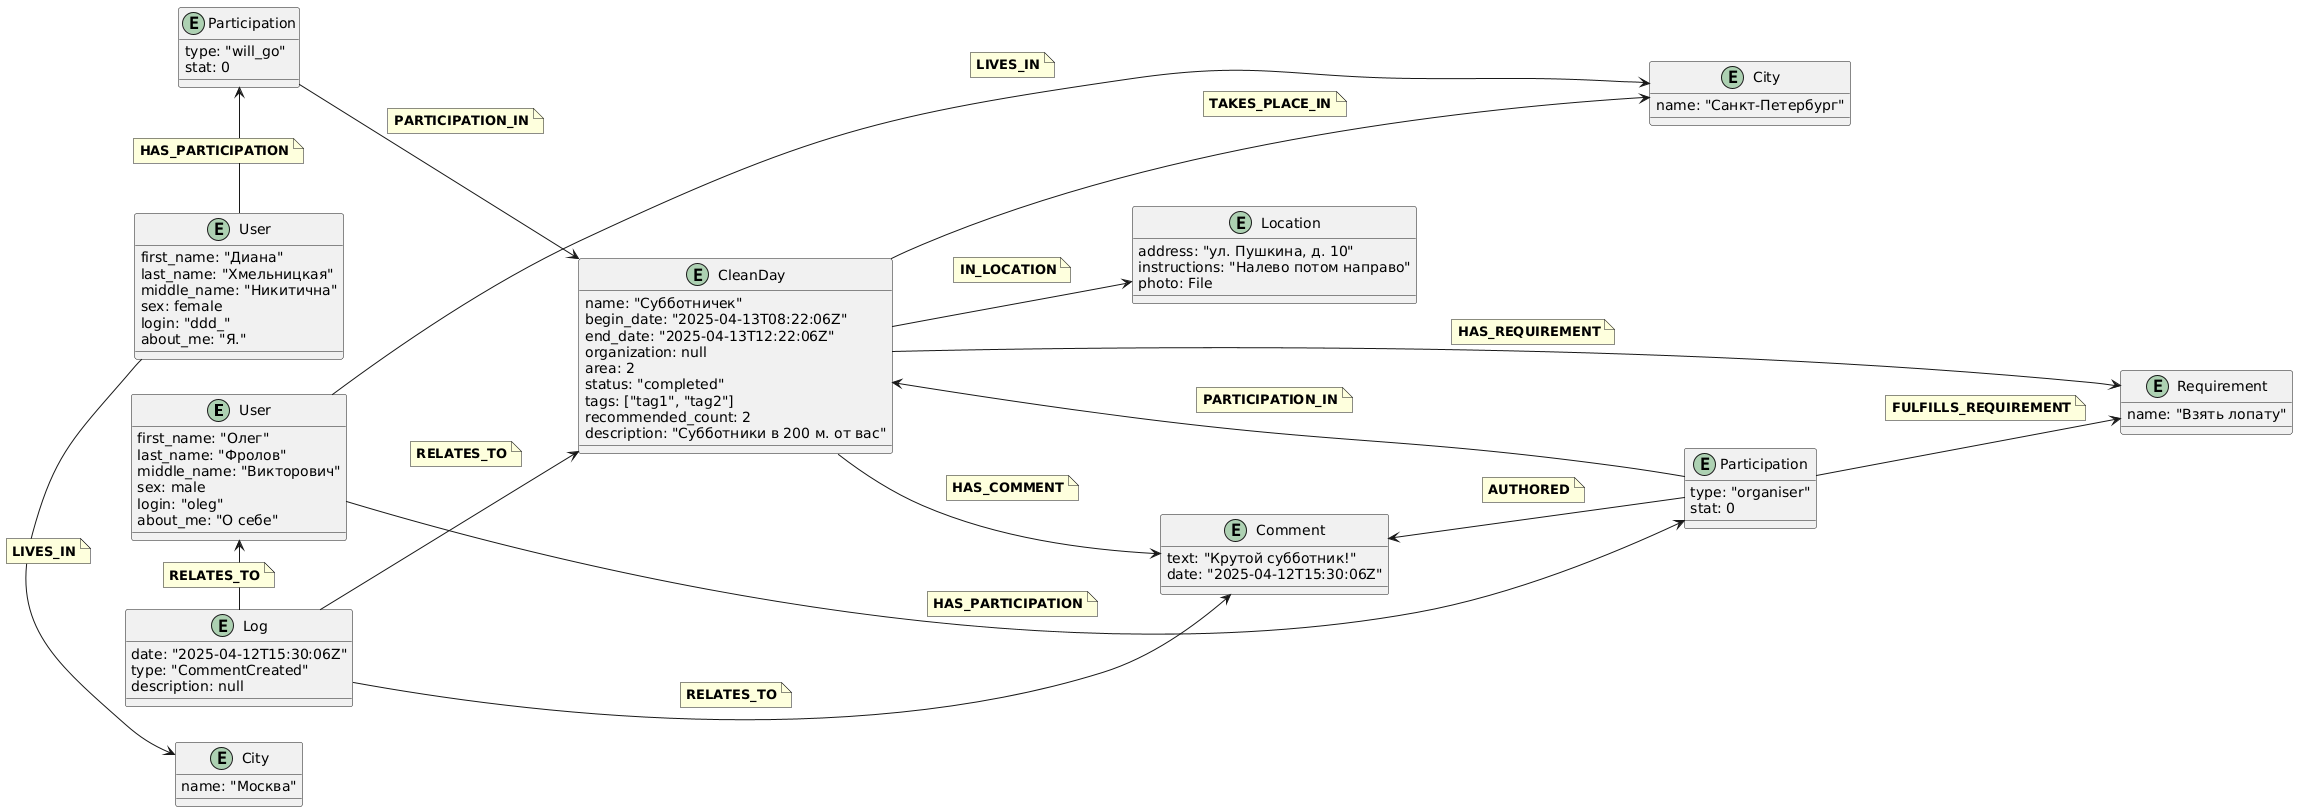 E Participation
type: "will_go"
stat: 0
HAS_PARTICIPATION
PARTICIPATION_IN
E User
first_name: "Диана"
last_name: "Хмельницкая"
middle_name: "Никитична"
sex: female
login: "ddd_"
about_me: "Я."
LIVES_IN
E User
first_name: "Олег"
last_name: "Фролов"
middle_name: "Викторович"
sex: male
login: "oleg"
about_me: "О себе"
RELATES_TO
E Log
date: "2025-04-12T15:30:06Z"
type: "CommentCreated"
description: null
E City
name: "Москва"
RELATES_TO
RELATES_TO
E CleanDay
name: "Субботничек"
begin_date: "2025-04-13T08:22:06Z"
end_date: "2025-04-13T12:22:06Z"
organization: null
area: 2
status: "completed"
tags: ["tag1", "tag2"]
recommended_count: 2
description: "Субботники в 200 м. от вас"
LIVES_IN
TAKES_PLACE_IN
IN_LOCATION
HAS_COMMENT
HAS_PARTICIPATION
E Location
address: "ул. Пушкина, д. 10"
instructions: "Налево потом направо"
photo: File
HAS_REQUIREMENT
PARTICIPATION_IN
AUTHORED
E Comment
text: "Крутой субботник!"
date: "2025-04-12T15:30:06Z"
E City
name: "Санкт-Петербург"
E Participation
type: "organiser"
stat: 0
FULFILLS_REQUIREMENT
E Requirement
name: "Взять лопату"